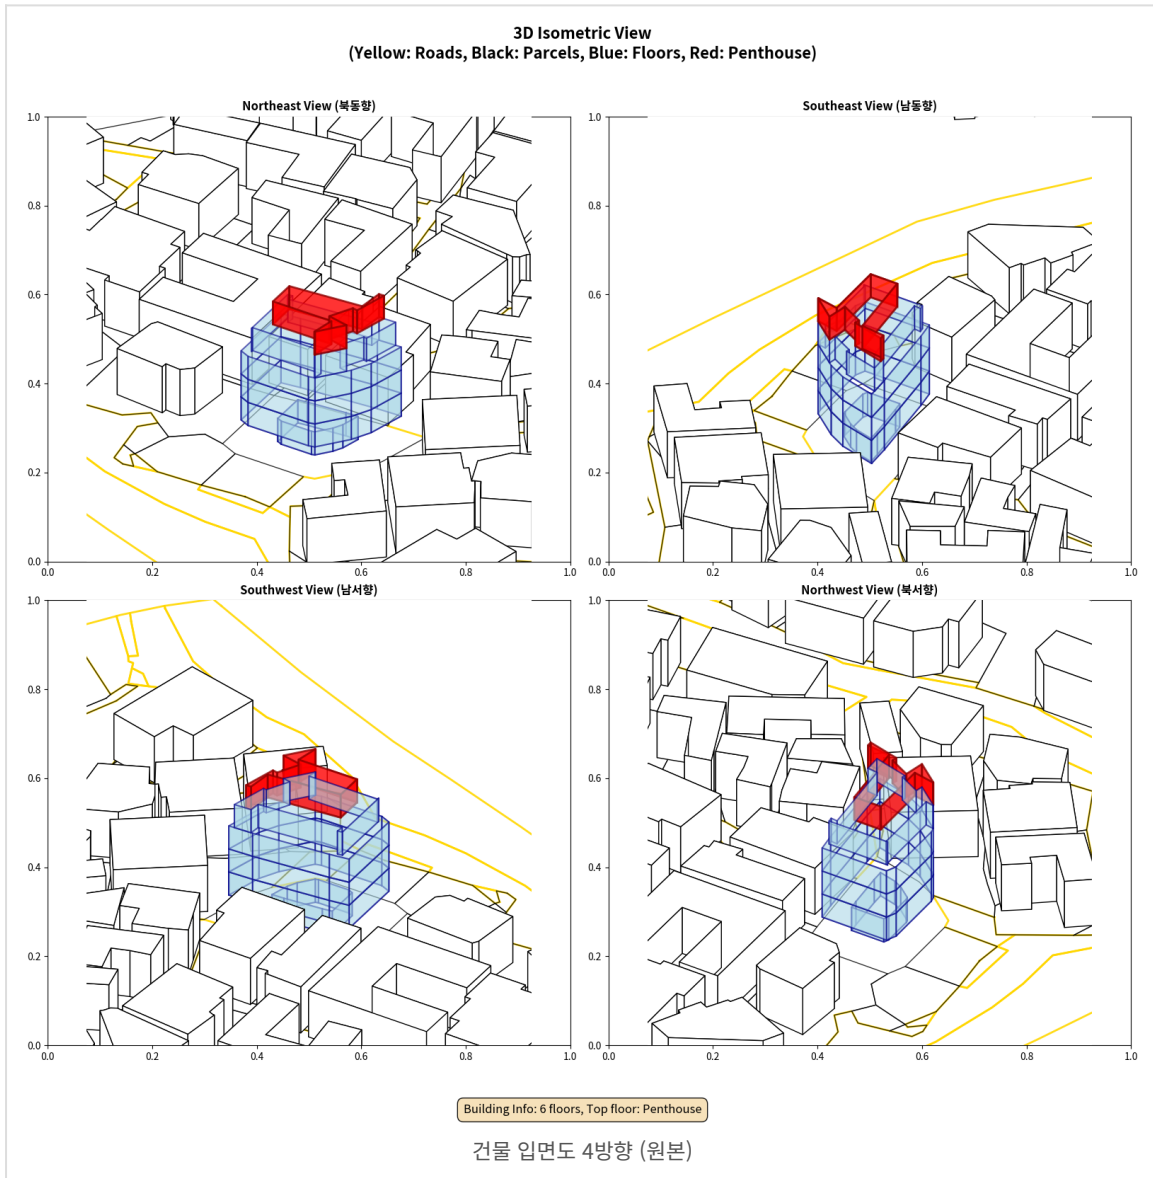 3D Isometric View
(Yellow: Roads, Black: Parcels, Blue: Floors, Red: Penthouse)
Northeast View (북동향)
1.0
0.8
0.6
0.4
0.2
0.0
0.0 0.2 0.4 0.6 0.8 1.0
Southeast View (남동향)
1.0
0.8
0.6
0.4
0.2
0.0
0.0 0.2 0.4 0.6 0.8 1.0
Southwest View (남서향)
1.0
0.8
0.6
0.4
0.2
0.0
0.0 0.2 0.4 0.6 0.8 1.0
Northwest View (북서향)
1.0
0.8
0.6
0.4
0.2
0.0
0.0 0.2 0.4 0.6 0.8 1.0
Building Info: 6 floors, Top floor: Penthouse
건물 입면도 4방향 (원본)